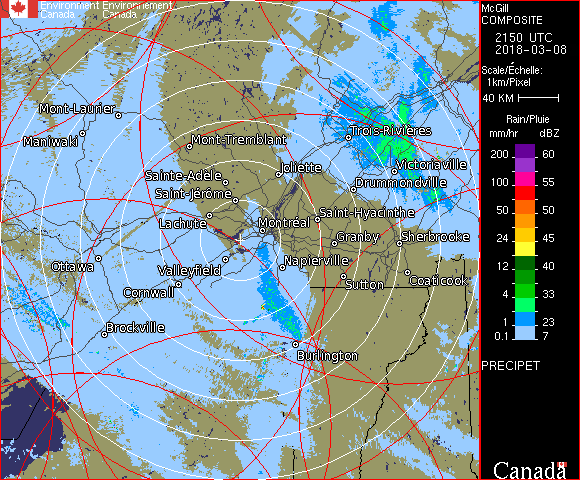 Environment Environnement
Canada Canada
McGill
COMPOSITE
2150 UTC
2018-03-08
Scale/Échelle:
1km/Pixel
40 KM
Rain/Pluie
mm/hr dBZ
200 60
100 55
50 50
24 45
12 40
4 33
1 23
0.1 7
PRECIPET
Canada
Mont-Laurier
Maniwaki
Mont-Tremblant
Trois-Rivières
Victoriaville
Joliette
Sainte-Adèle
Drummondville
Saint-Jérôme
Saint-Hyacinthe
Lachute
Montréal
Granby
Sherbrooke
Ottawa
Valleyfield
Napierville
Sutton
Coaticook
Cornwall
Brockville
Burlington